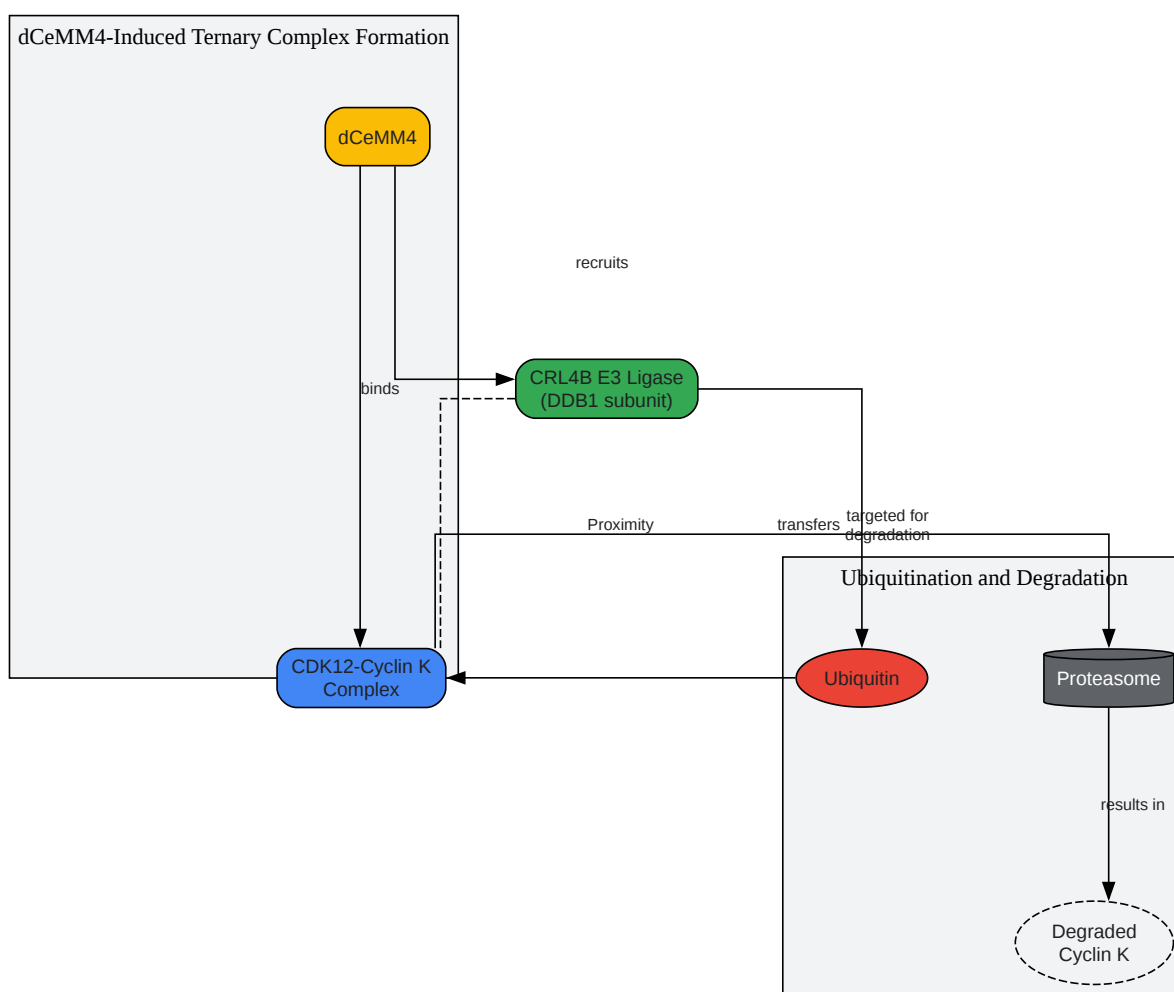 dCeMM4-Induced Ternary Complex Formation
dCeMM4
recruits
binds
CRL4B E3 Ligase
(DDB1 subunit)
Proximity
transfers
targeted for
degradation
Ubiquitination and Degradation
CDK12-Cyclin K
Complex
Ubiquitin
Proteasome
results in
Degraded
Cyclin K